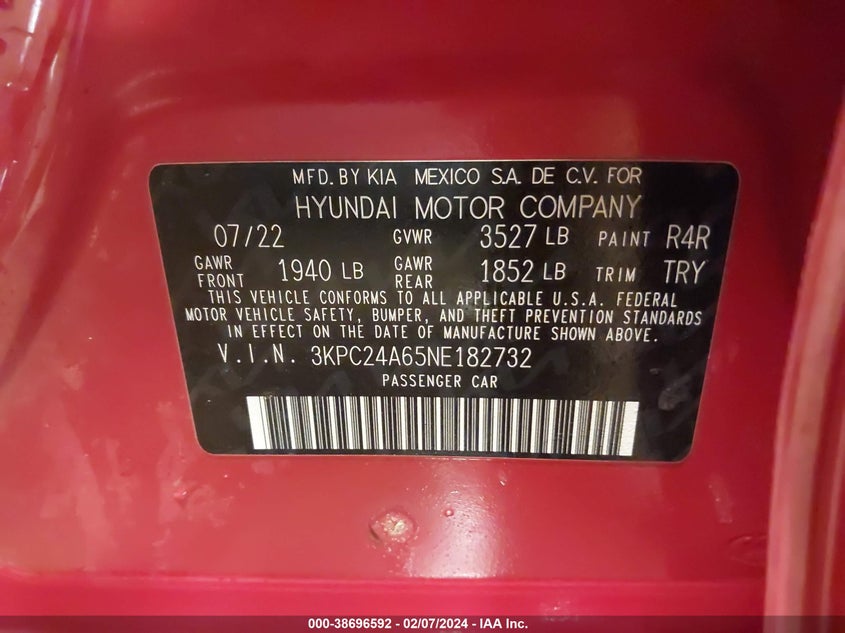 MFD. BY KIA MEXICO S.A. DE C.V. FOR
HYUNDAI MOTOR COMPANY
07/22 GVWR 3527 LB PAINT R4R
GAWR FRONT 1940 LB GAWR REAR 1852 LB TRIM TRY
THIS VEHICLE CONFORMS TO ALL APPLICABLE U.S.A. FEDERAL
MOTOR VEHICLE SAFETY, BUMPER, AND THEFT PREVENTION STANDARDS
IN EFFECT ON THE DATE OF MANUFACTURE SHOWN ABOVE.
V.I.N. 3KPC24A65NE182732
PASSENGER CAR
000-38696592 - 02/07/2024 - IAA Inc.